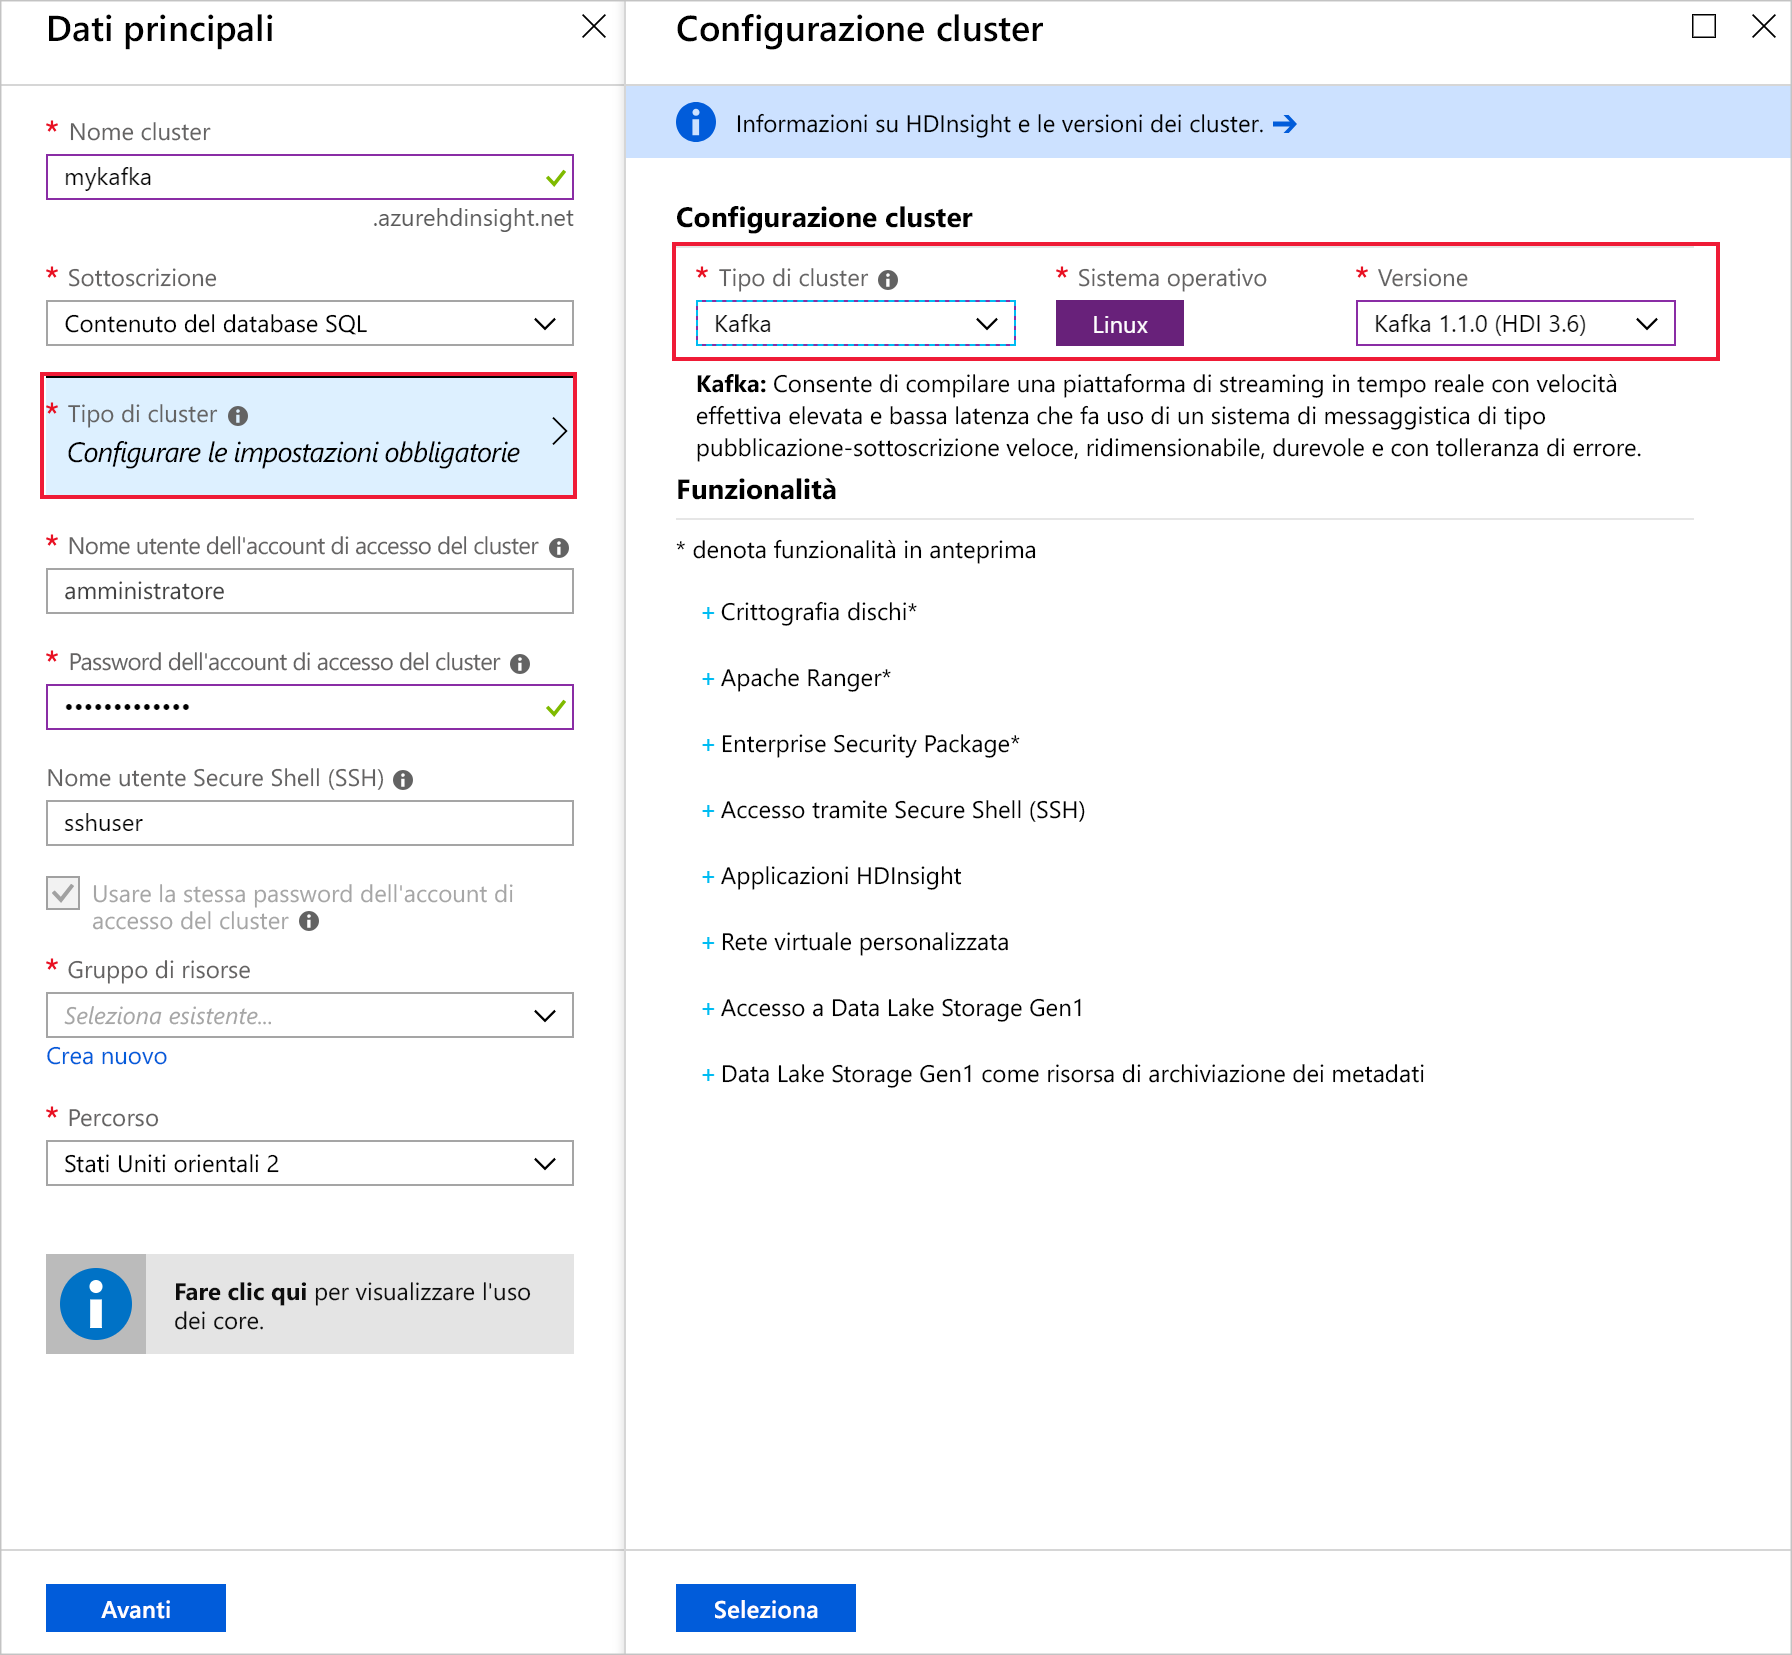 Dati principali
* Nome cluster
mykafka
.azurehdinsight.net
* Sottoscrizione
Contenuto del database SQL
* Tipo di cluster
Configurare le impostazioni obbligatorie
* Nome utente dell'account di accesso del cluster
amministratore
* Password dell'account di accesso del cluster
•••••••••••••
Nome utente Secure Shell (SSH)
sshuser
Usare la stessa password dell'account di
accesso del cluster
* Gruppo di risorse
Seleziona esistente...
Crea nuovo
* Percorso
Stati Uniti orientali 2
Fare clic qui per visualizzare l'uso
dei core.
Avanti
Configurazione cluster
Informazioni su HDInsight e le versioni dei cluster. →
Configurazione cluster
* Tipo di cluster
Kafka
* Sistema operativo
Linux
* Versione
Kafka 1.1.0 (HDI 3.6)
Kafka: Consente di compilare una piattaforma di streaming in tempo reale con velocità
effettiva elevata e bassa latenza che fa uso di un sistema di messaggistica di tipo
pubblicazione-sottoscrizione veloce, ridimensionabile, durevole e con tolleranza di errore.
Funzionalità
* denota funzionalità in anteprima
+ Crittografia dischi*
+ Apache Ranger*
+ Enterprise Security Package*
+ Accesso tramite Secure Shell (SSH)
+ Applicazioni HDInsight
+ Rete virtuale personalizzata
+ Accesso a Data Lake Storage Gen1
+ Data Lake Storage Gen1 come risorsa di archiviazione dei metadati
Seleziona